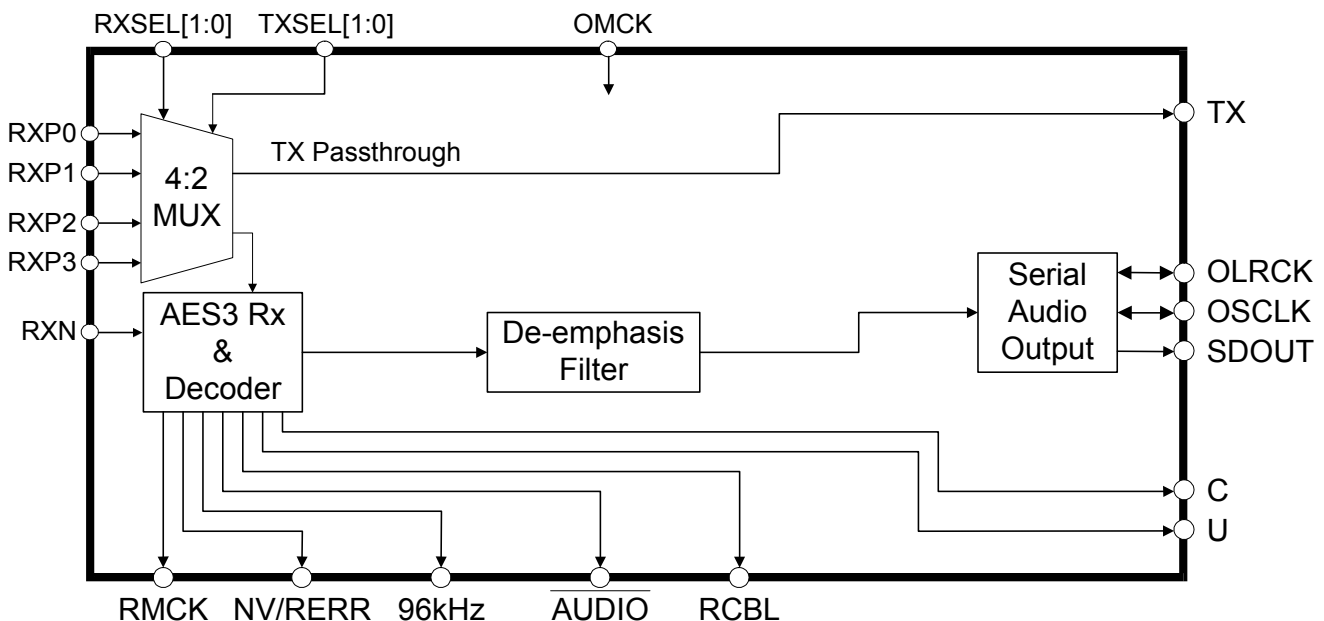 RXSEL[1:0] TXSEL[1:0] OMCK
RXP0
RXP1
RXP2
RXP3
RXN
4:2
MUX
TX Passthrough
TX
AES3 Rx
&
Decoder
De-emphasis
Filter
Serial
Audio
Output
OLRCK
OSCLK
SDOUT
C
U
RMCK NV/RERR 96kHz AUDIO RCBL